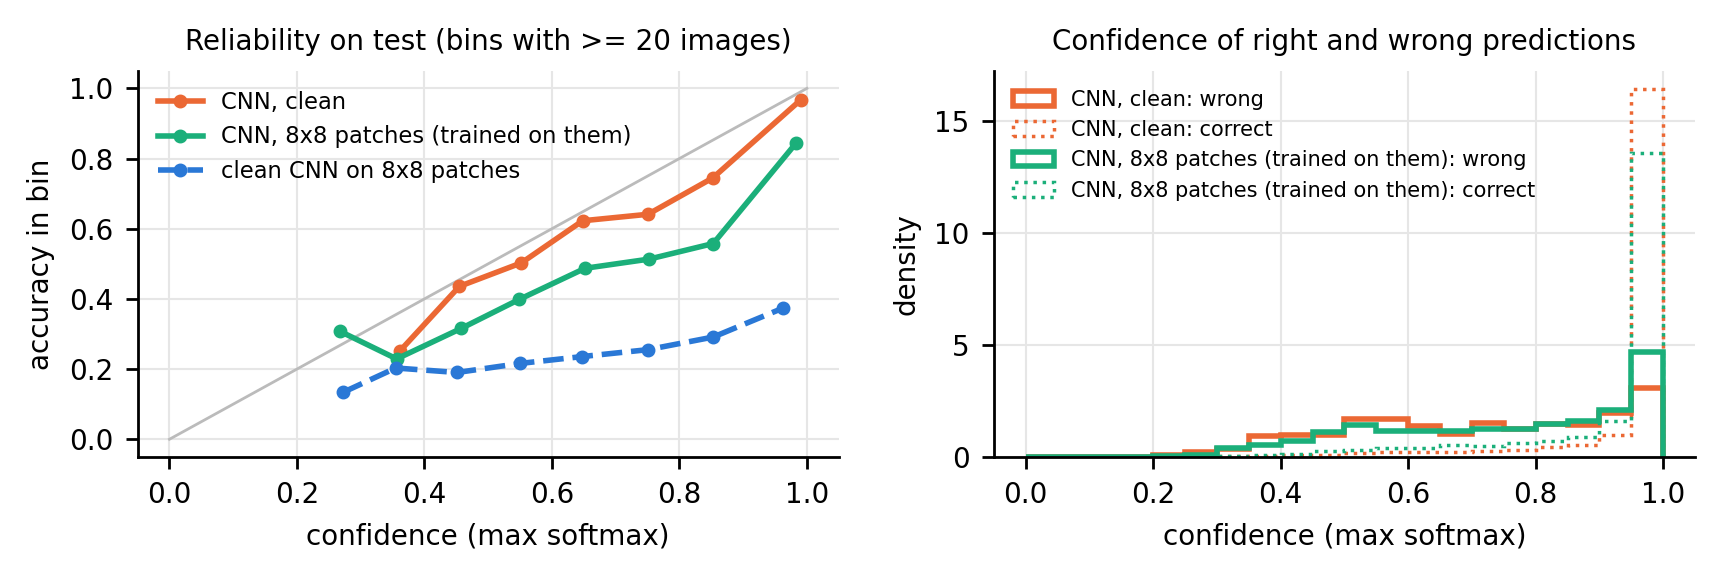 Reliability on test (bins with >= 20 images)
1.0
0.8
0.6
0.4
0.2
0.0
accuracy in bin
CNN, clean
CNN, 8x8 patches (trained on them)
clean CNN on 8x8 patches
0.0 0.2 0.4 0.6 0.8 1.0
confidence (max softmax)
Confidence of right and wrong predictions
15
10
5
0
density
CNN, clean: wrong
CNN, clean: correct
CNN, 8x8 patches (trained on them): wrong
CNN, 8x8 patches (trained on them): correct
0.0 0.2 0.4 0.6 0.8 1.0
confidence (max softmax)